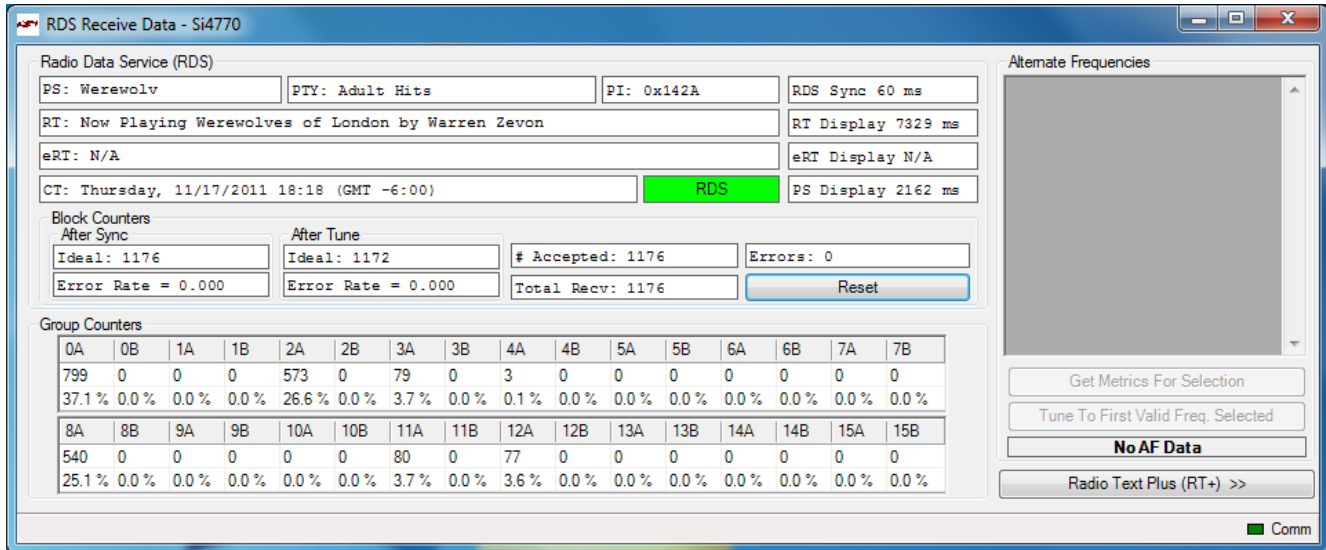 RDS Receive Data - Si4770
Radio Data Service (RDS)
PS: Werewolv PTY: Adult Hits PI: 0x142A RDS Sync 60 ms
RT: Now Playing Werewolves of London by Warren Zevon RT Display 7329 ms
eRT: N/A eRT Display N/A
CT: Thursday, 11/17/2011 18:18 (GMT -6:00) RDS PS Display 2162 ms
Block Counters
After Sync After Tune
Ideal: 1176 Ideal: 1172 # Accepted: 1176 Errors: 0
Error Rate = 0.000 Error Rate = 0.000 Total Recv: 1176 Reset
Group Counters
0A 0B 1A 1B 2A 2B 3A 3B 4A 4B 5A 5B 6A 6B 7A 7B
799 0 0 0 573 0 79 0 3 0 0 0 0 0 0 0
37.1 % 0.0 % 0.0 % 0.0 % 26.6 % 0.0 % 3.7 % 0.0 % 0.1 % 0.0 % 0.0 % 0.0 % 0.0 % 0.0 % 0.0 % 0.0 %
8A 8B 9A 9B 10A 10B 11A 11B 12A 12B 13A 13B 14A 14B 15A 15B
540 0 0 0 0 0 80 0 77 0 0 0 0 0 0 0
25.1 % 0.0 % 0.0 % 0.0 % 0.0 % 0.0 % 3.7 % 0.0 % 3.6 % 0.0 % 0.0 % 0.0 % 0.0 % 0.0 % 0.0 % 0.0 %
Alternate Frequencies
Get Metrics For Selection
Tune To First Valid Freq. Selected
No AF Data
Radio Text Plus (RT+) >>
Comm